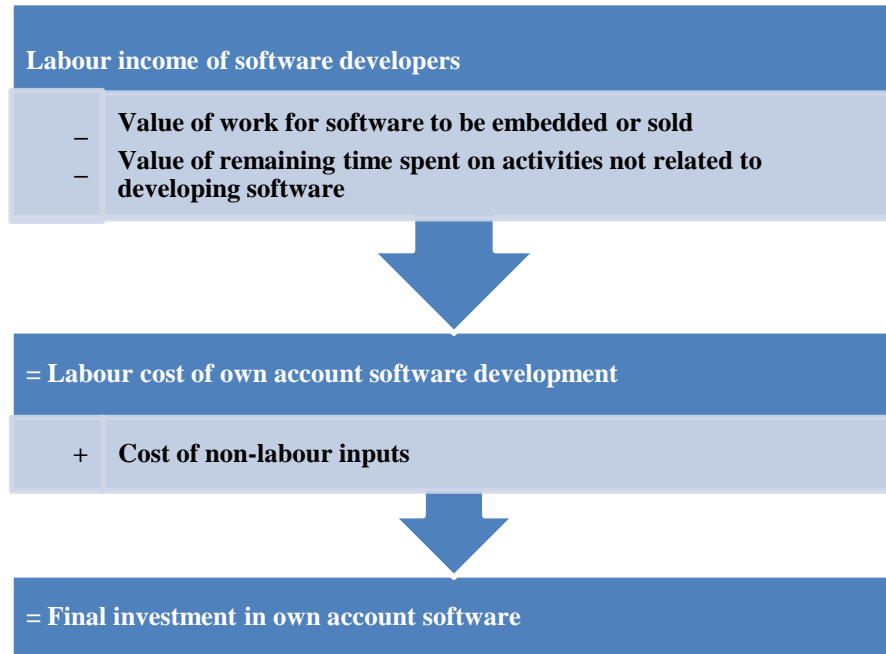 Labour income of software developers
– Value of work for software to be embedded or sold
– Value of remaining time spent on activities not related to
developing software
= Labour cost of own account software development
+ Cost of non-labour inputs
= Final investment in own account software